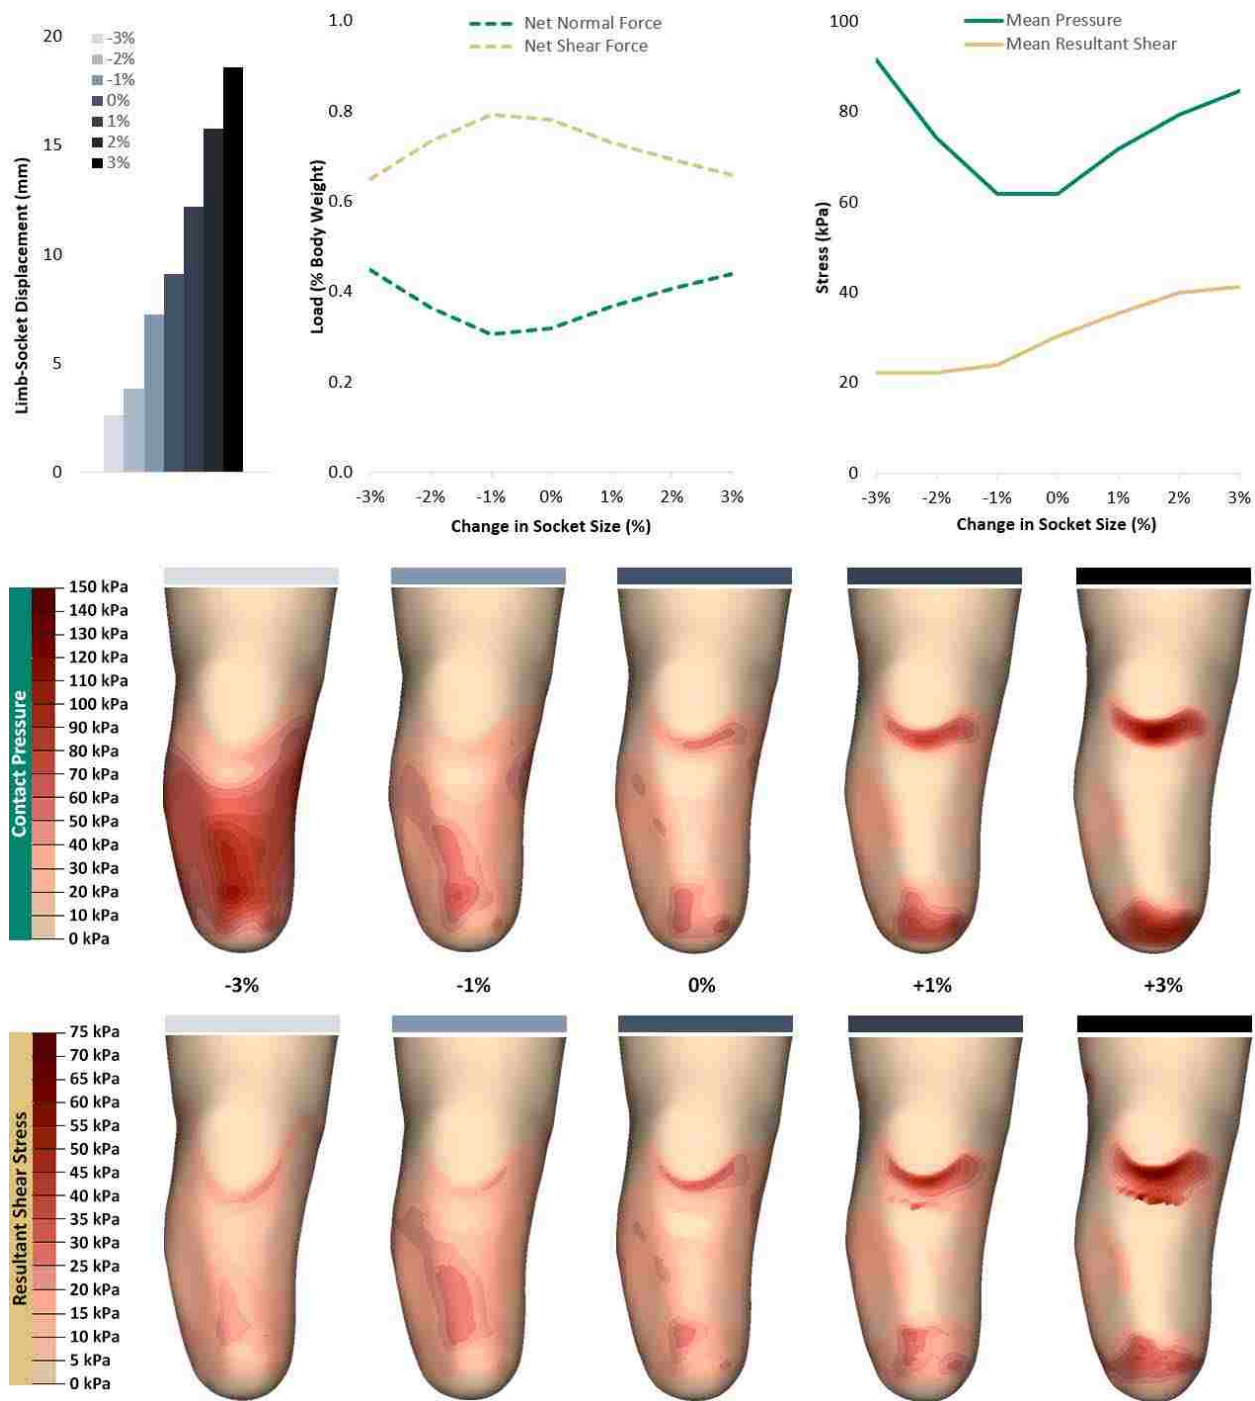 Limb-Socket Displacement (mm)
20
15
10
5
0
-3%
-2%
-1%
0%
1%
2%
3%
Load (% Body Weight)
1.0
0.8
0.6
0.4
0.2
0.0
Net Normal Force
Net Shear Force
-3% -2% -1% 0% 1% 2% 3%
Change in Socket Size (%)
Stress (kPa)
100
80
60
40
20
0
Mean Pressure
Mean Resultant Shear
-3% -2% -1% 0% 1% 2% 3%
Change in Socket Size (%)
Contact Pressure
150 kPa
140 kPa
130 kPa
120 kPa
110 kPa
100 kPa
90 kPa
80 kPa
70 kPa
60 kPa
50 kPa
40 kPa
30 kPa
20 kPa
10 kPa
0 kPa
-3% -1% 0% +1% +3%
Resultant Shear Stress
75 kPa
70 kPa
65 kPa
60 kPa
55 kPa
50 kPa
45 kPa
40 kPa
35 kPa
30 kPa
25 kPa
20 kPa
15 kPa
10 kPa
5 kPa
0 kPa